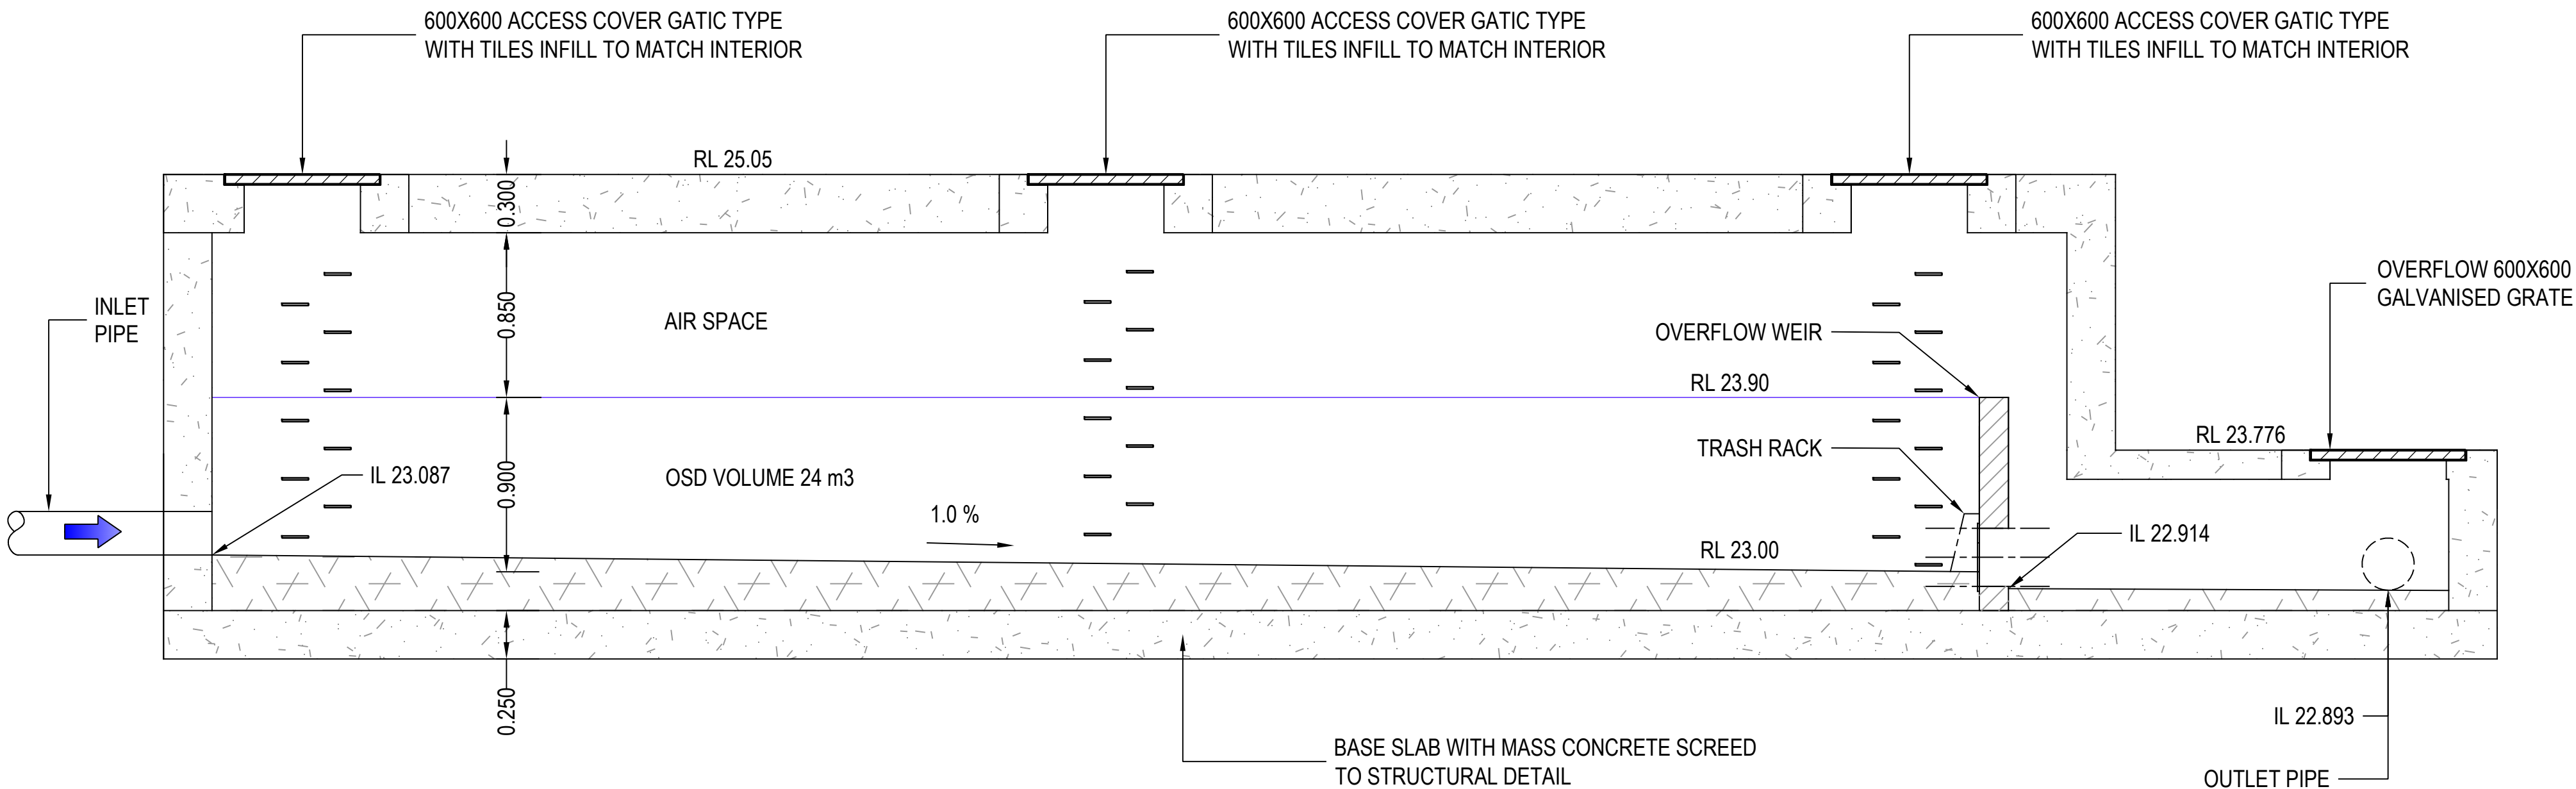 600X600 ACCESS COVER GATIC TYPE
WITH TILES INFILL TO MATCH INTERIOR
600X600 ACCESS COVER GATIC TYPE
WITH TILES INFILL TO MATCH INTERIOR
600X600 ACCESS COVER GATIC TYPE
WITH TILES INFILL TO MATCH INTERIOR
RL 25.05
0.300
OVERFLOW 600X600
GALVANISED GRATE
INLET
PIPE
0.850
AIR SPACE
OVERFLOW WEIR
RL 23.90
RL 23.776
TRASH RACK
IL 23.087
0.900
OSD VOLUME 24 m3
1.0 %
RL 23.00
IL 22.914
0.250
IL 22.893
BASE SLAB WITH MASS CONCRETE SCREED
TO STRUCTURAL DETAIL
OUTLET PIPE